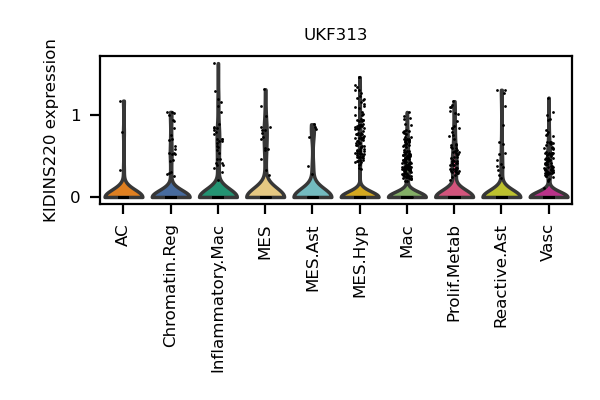 UKF313
KIDINS220 expression
1
0
AC
Chromatin.Reg
Inflammatory.Mac
MES
MES.Ast
MES.Hyp
Mac
Prolif.Metab
Reactive.Ast
Vasc